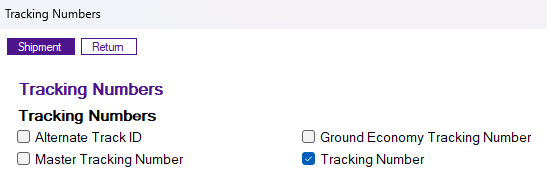 Tracking Numbers
Shipment Return
Tracking Numbers
Tracking Numbers
Alternate Track ID Ground Economy Tracking Number
Master Tracking Number Tracking Number